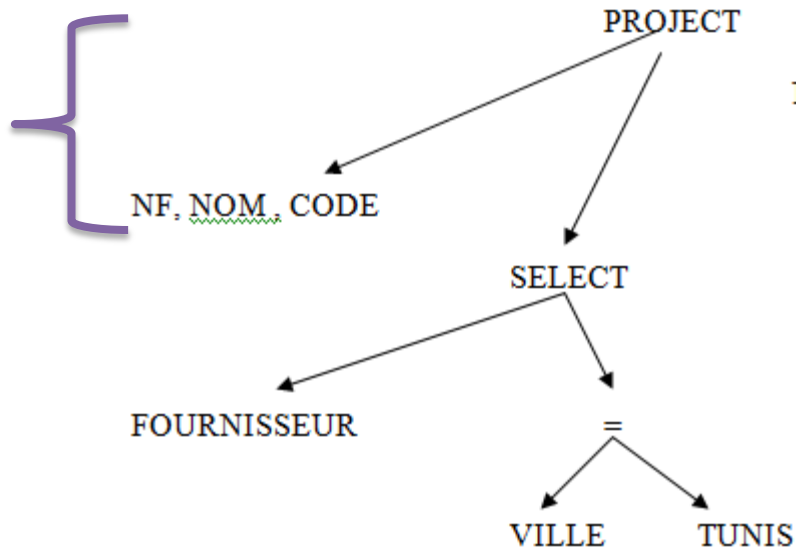 PROJECT
NF, NOM , CODE
SELECT
FOURNISSEUR
=
VILLE
TUNIS